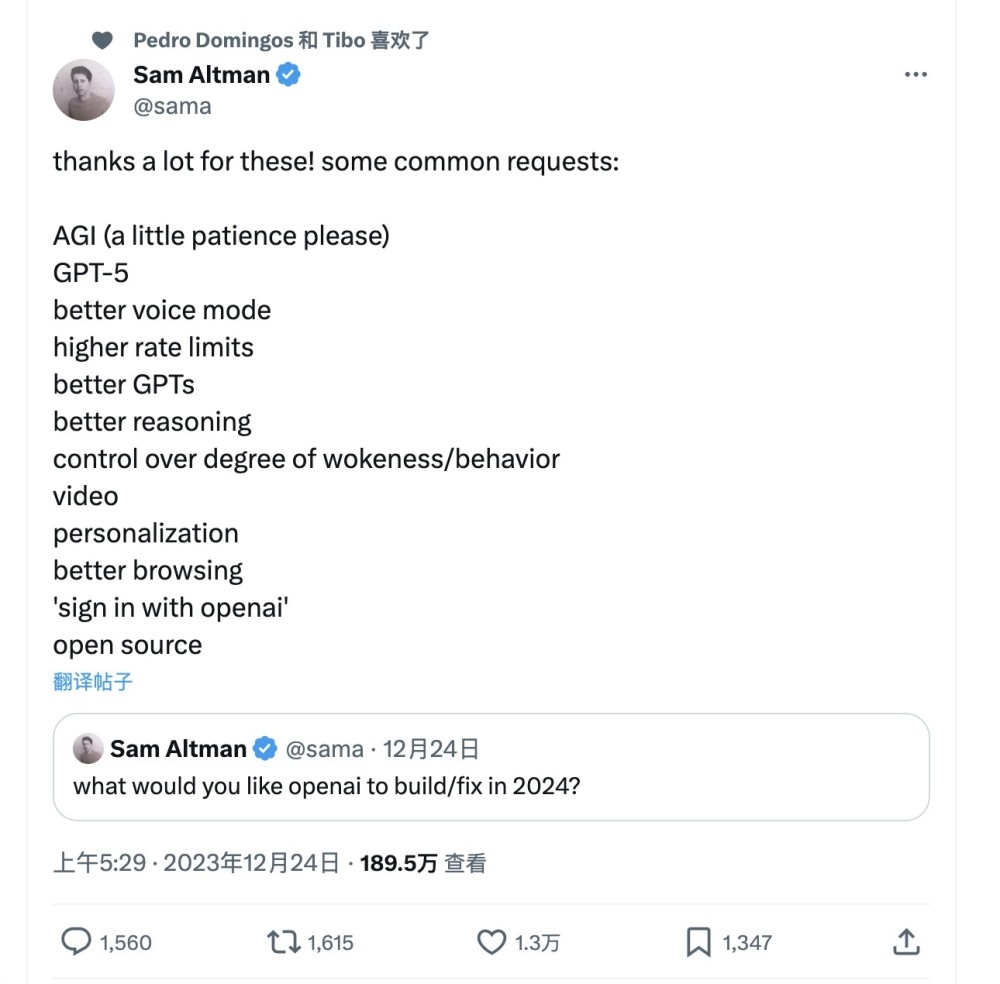 Pedro Domingos 和 Tibo 喜欢了
Sam Altman
@sama
thanks a lot for these! some common requests:
AGI (a little patience please)
GPT-5
better voice mode
higher rate limits
better GPTs
better reasoning
control over degree of wokeness/behavior
video
personalization
better browsing
'sign in with openai'
open source
翻译帖子
Sam Altman @sama · 12月24日
what would you like openai to build/fix in 2024?
上午5:29 · 2023年12月24日 · 189.5万 查看
1,560 1,615 1.3万 1,347